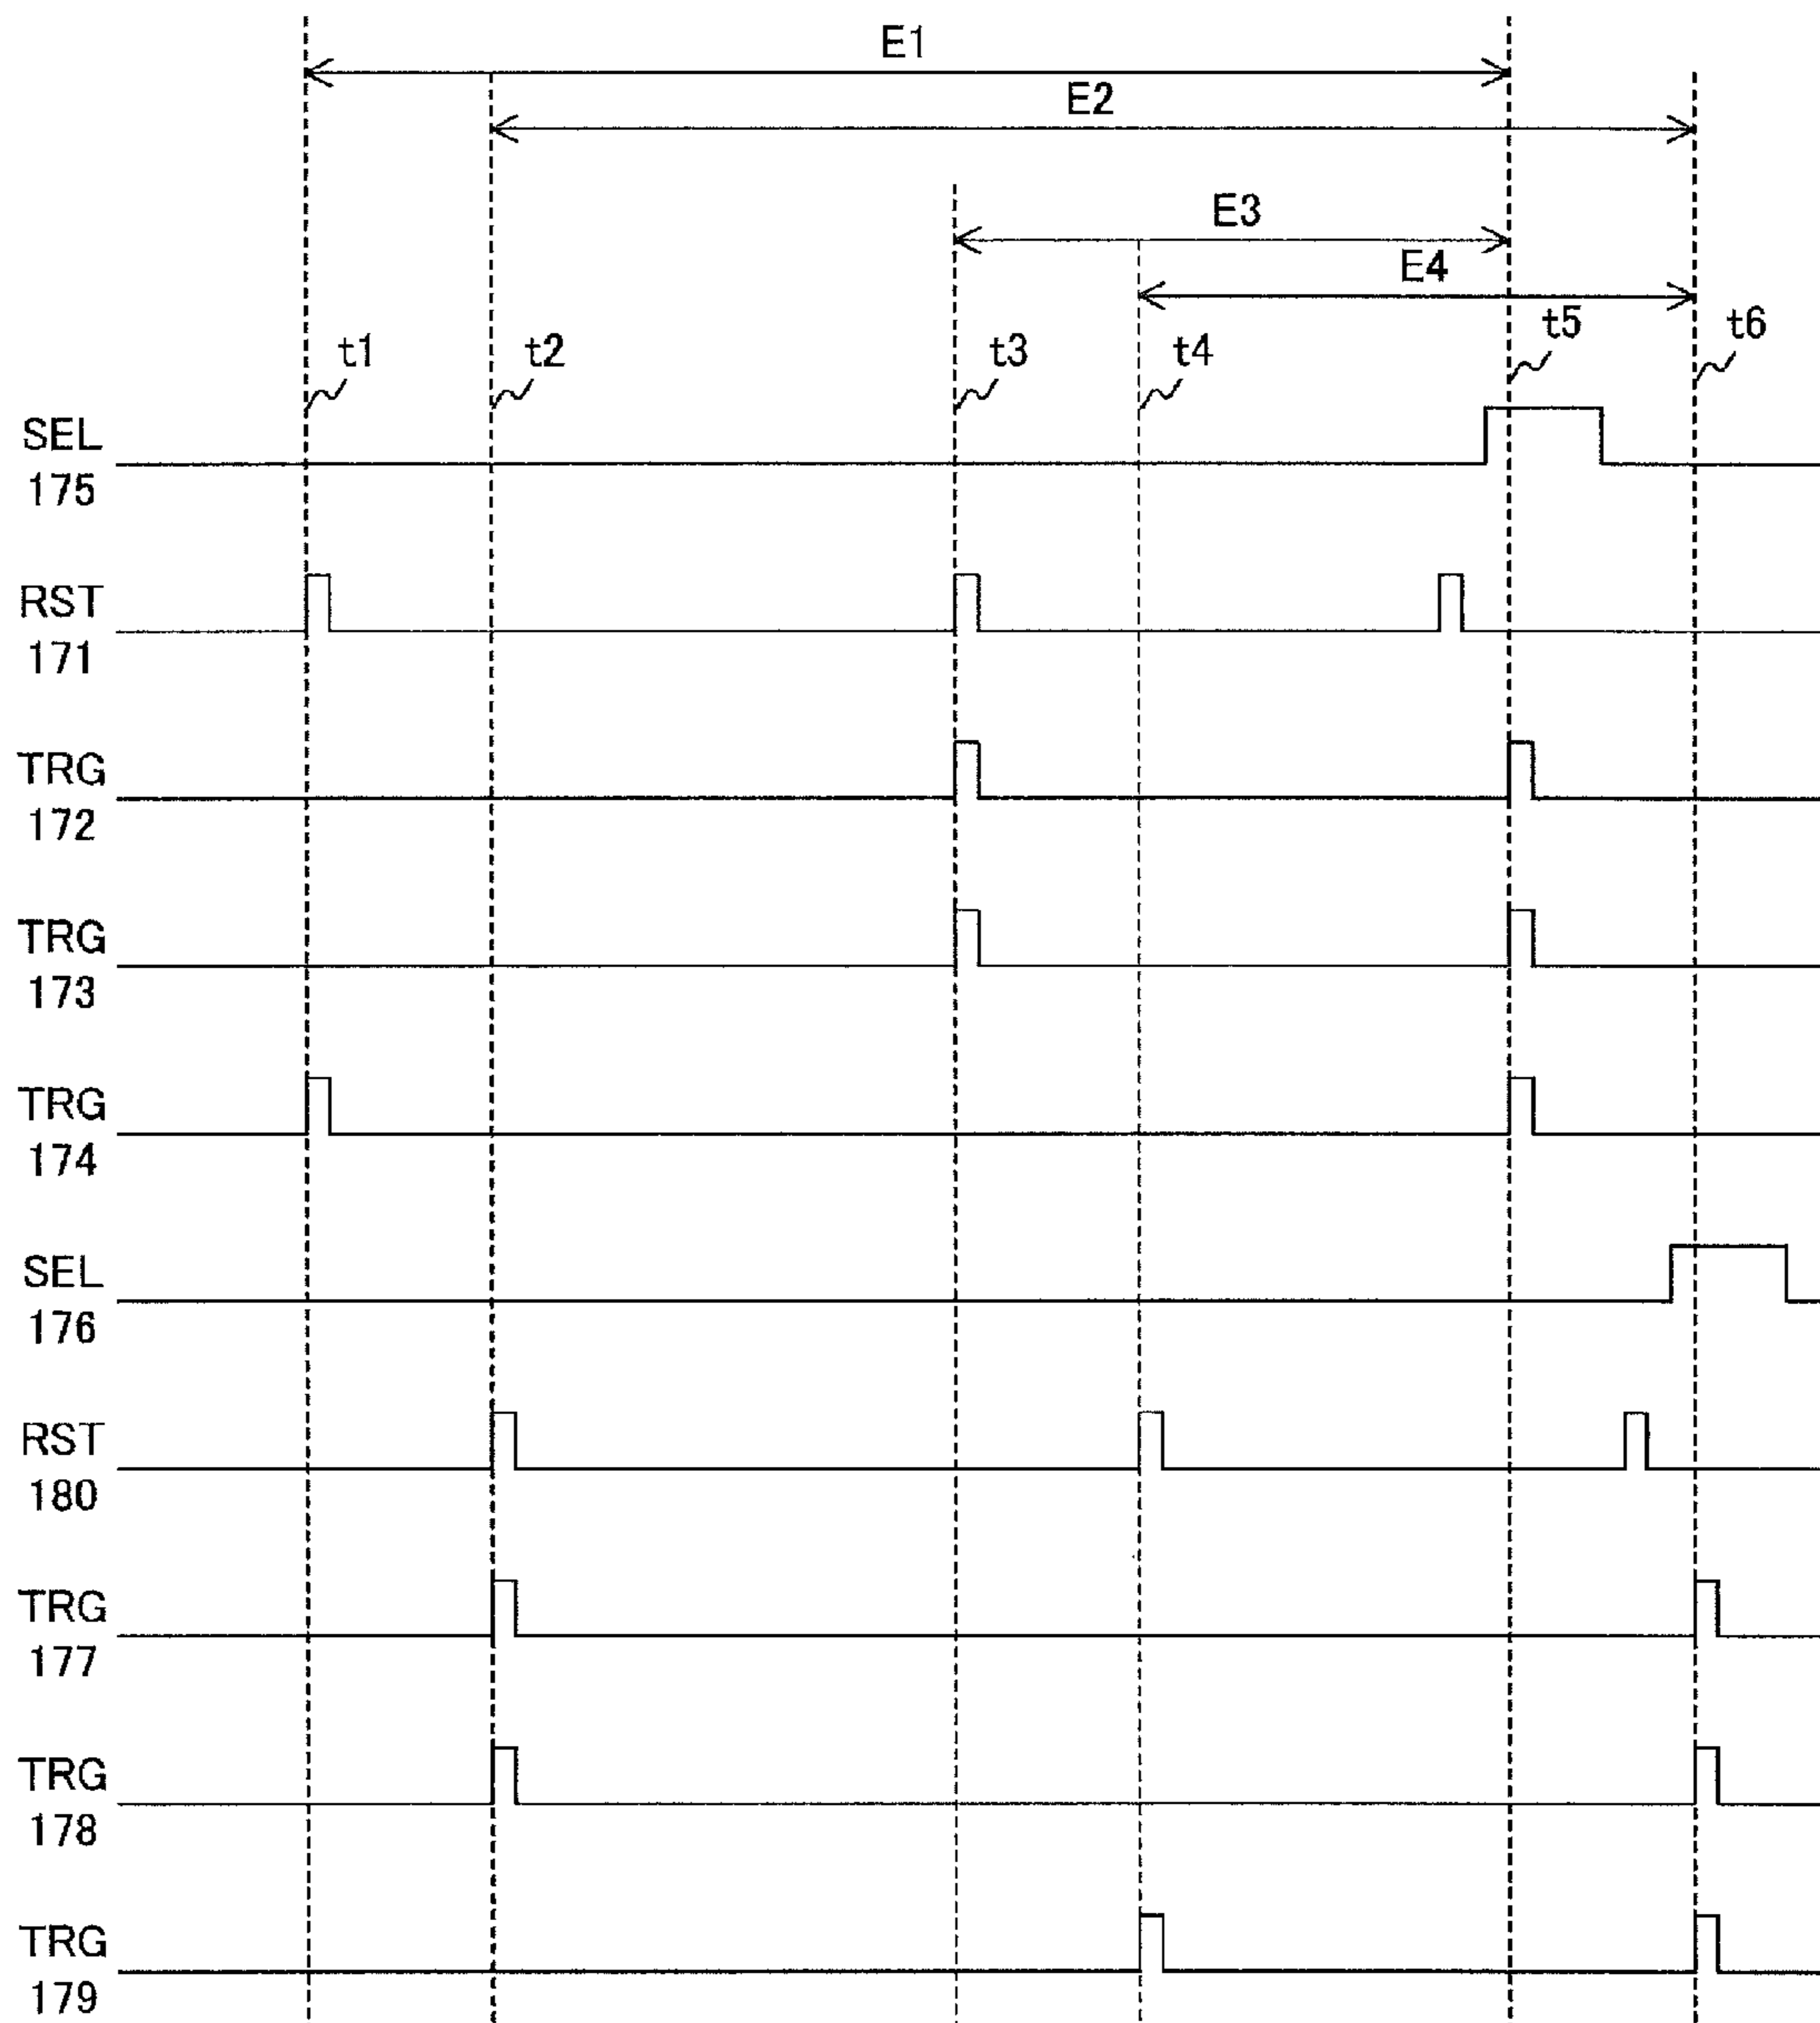 E1
E2
E3
E4
t1
t2
t3
t4
t5
t6
SEL
175
RST
171
TRG
172
TRG
173
TRG
174
SEL
176
RST
180
TRG
177
TRG
178
TRG
179